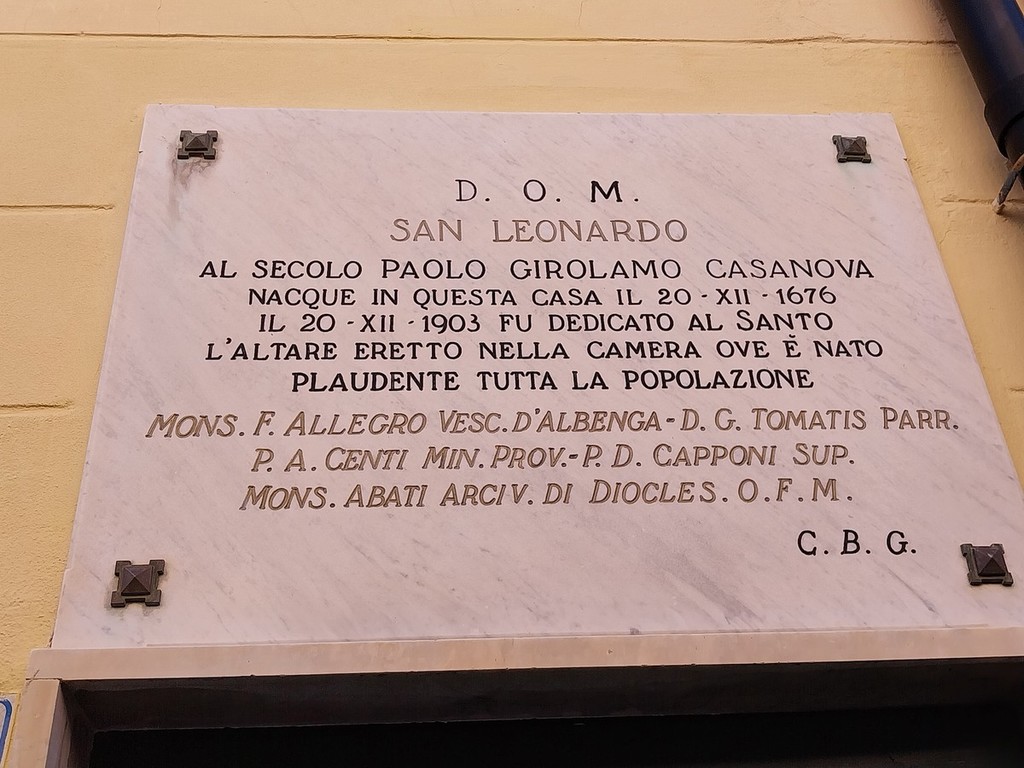 D. O. M.
SAN LEONARDO
AL SECOLO PAOLO GIROLAMO CASANOVA
NACQUE IN QUESTA CASA IL 20 - XII - 1676
IL 20 - XII - 1903 FU DEDICATO AL SANTO
L'ALTARE ERETTO NELLA CAMERA OVE È NATO
PLAUDENTE TUTTA LA POPOLAZIONE
MONS. F. ALLEGRO VESC. D'ALBENGA - D. G. TOMATIS PARR.
P. A. CENTI MIN. PROV. - P. D. CAPPONI SUP.
MONS. ABATI ARCIV. DI DIOCLES. O. F. M.
C. B. G.